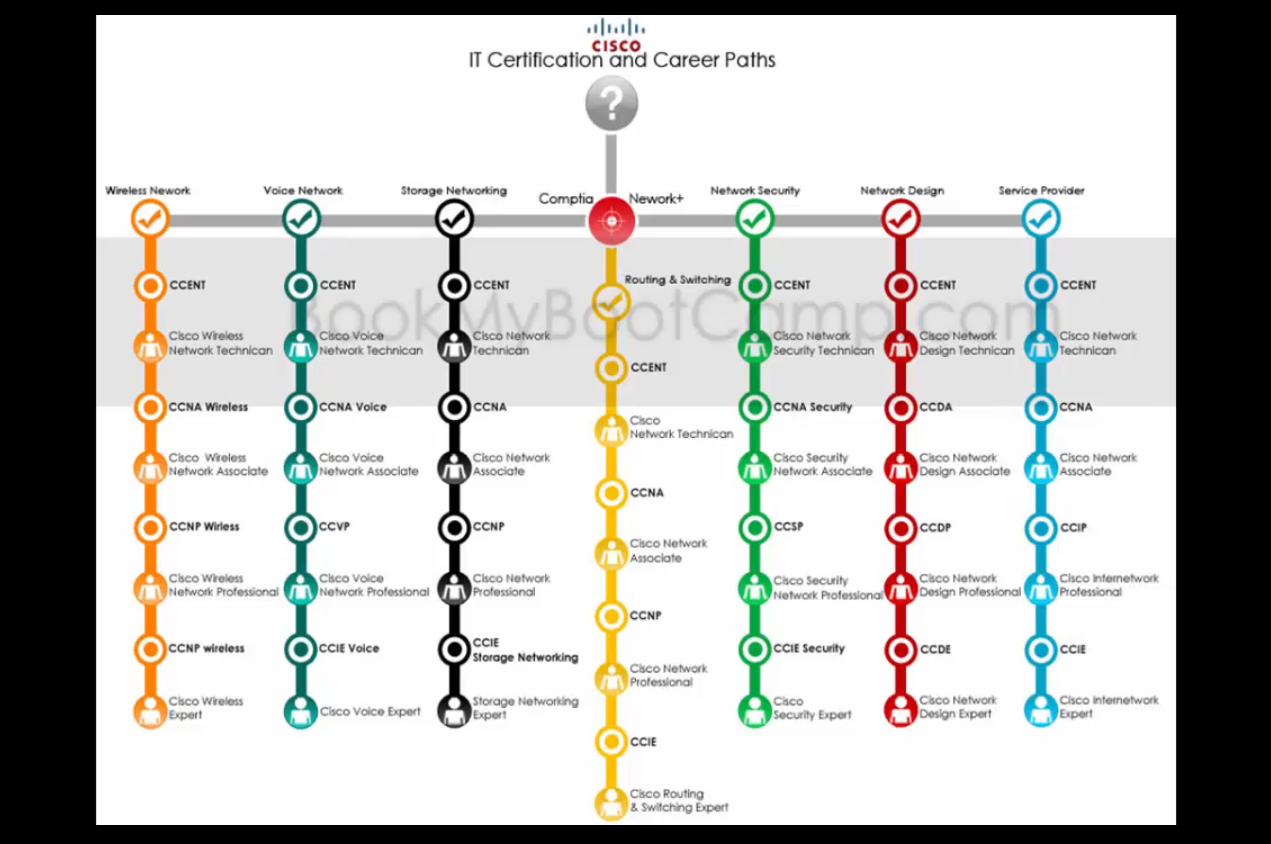 CISCO
IT Certification and Career Paths
?
Wireless Nework
Voice Network
Storage Networking
Comptia
Nework+
Network Security
Network Design
Service Provider
BookMyBootCamp.com
CCENT
Cisco Wireless
Network Technican
CCNA Wireless
Cisco Wireless
Network Associate
CCNP Wirless
Cisco Wireless
Network Professional
CCNP wireless
Cisco Wireless
Expert
CCENT
Cisco Voice
Network Technican
CCNA Voice
Cisco Voice
Network Associate
CCVP
Cisco Voice
Network Professional
CCIE Voice
Cisco Voice Expert
CCENT
Cisco Network
Technican
CCNA
Cisco Network
Associate
CCNP
Cisco Network
Professional
CCIE
Storage Networking
Storage Networking
Expert
Routing & Switching
CCENT
Cisco
Network Technican
CCNA
Cisco Network
Associate
CCNP
Cisco Network
Professional
CCIE
Cisco Routing
& Switching Expert
CCENT
Cisco Network
Security Technican
CCNA Security
Cisco Security
Network Associate
CCSP
Cisco Security
Network Professional
CCIE Security
Cisco
Security Expert
CCENT
Cisco Network
Design Technican
CCDA
Cisco Network
Design Associate
CCDP
Cisco Network
Design Professional
CCDE
Cisco Network
Design Expert
CCENT
Cisco Network
Technican
CCNA
Cisco Network
Associate
CCIP
Cisco Internetwork
Professional
CCIE
Cisco Internetwork
Expert